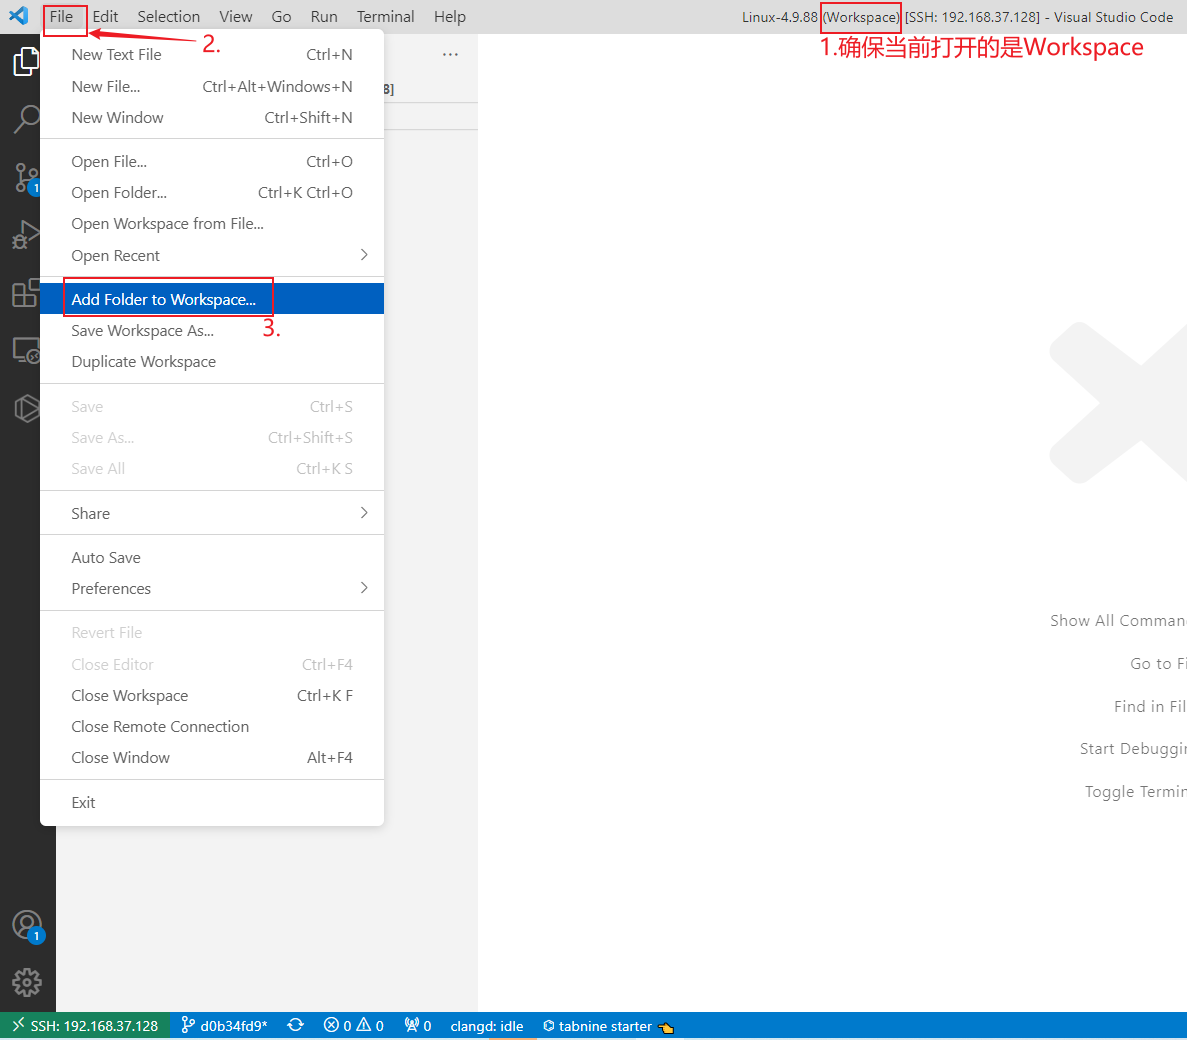 File Edit Selection View Go Run Terminal Help Linux-4.9.88 (Workspace) [SSH: 192.168.37.128] - Visual Studio Code
2.
1.确保当前打开的是Workspace
New Text File Ctrl+N
New File... Ctrl+Alt+Windows+N
New Window Ctrl+Shift+N
Open File... Ctrl+O
Open Folder... Ctrl+K Ctrl+O
Open Workspace from File...
Open Recent
Add Folder to Workspace...
3.
Save Workspace As...
Duplicate Workspace
Save Ctrl+S
Save As... Ctrl+Shift+S
Save All Ctrl+K S
Share
Auto Save
Preferences
Revert File
Close Editor Ctrl+F4
Close Workspace Ctrl+K F
Close Remote Connection
Close Window Alt+F4
Exit
8]
1
1
Show All Comman
Go to Fi
Find in Fil
Start Debuggi
Toggle Termin
SSH: 192.168.37.128 d0b34fd9* 0 0 0 clangd: idle tabnine starter